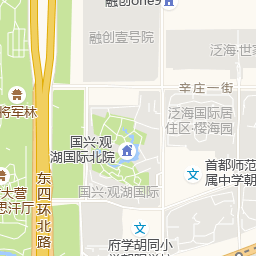 融创one9
融创壹号院
泛海·世家
辛庄一街
将军林
泛海国际居
住区·樱海园
国兴·观
湖国际北院
首都师范
属中学朝
大营
思汗厅
国兴·观湖国际
东四环北路
府学胡同小